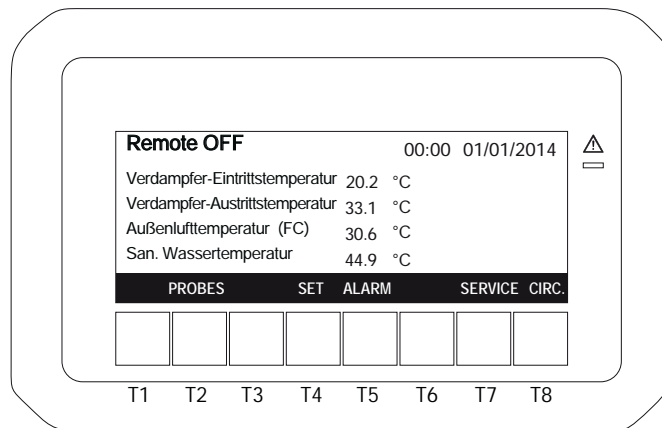 Remote OFF 00:00 01/01/2014
Verdampfer-Eintrittstemperatur 20.2 °C
Verdampfer-Austrittstemperatur 33.1 °C
Außenlufttemperatur (FC) 30.6 °C
San. Wassertemperatur 44.9 °C
PROBES SET ALARM SERVICE CIRC.
T1 T2 T3 T4 T5 T6 T7 T8